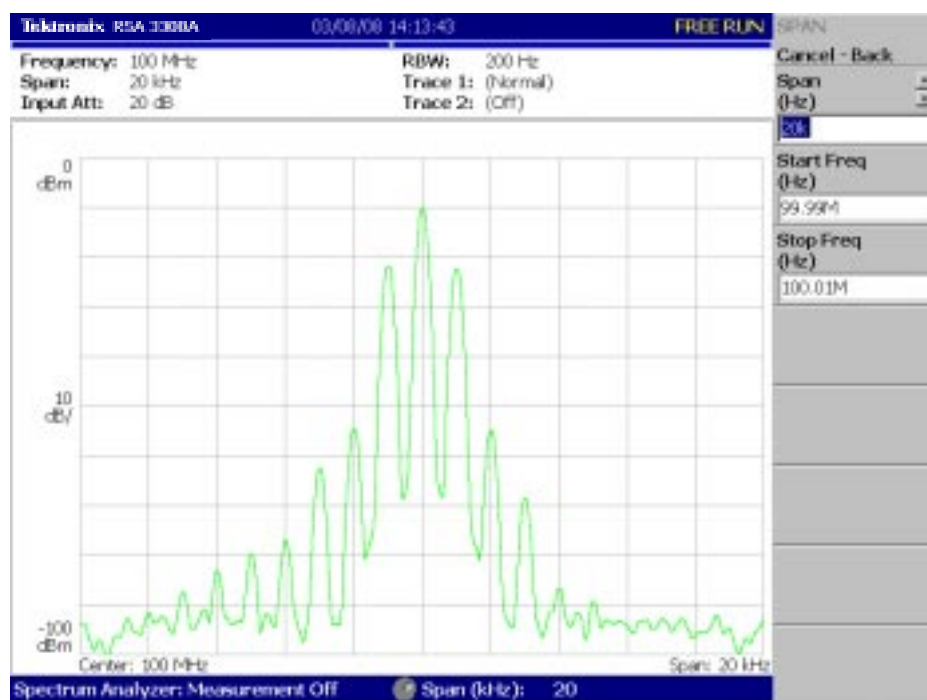 Tektronix RSA 3308A 03/08/08 14:13:43 FREE RUN SPAN
Frequency: 100 MHz RBW: 200 Hz
Span: 20 kHz Trace 1: (Normal)
Input Att: 20 dB Trace 2: (Off)
Cancel - Back
Span
(Hz)
20k
Start Freq
(Hz)
99.99M
Stop Freq
(Hz)
100.01M
0
dBm
10
dB/
-100
dBm
Center: 100 MHz Span: 20 kHz
Spectrum Analyzer: Measurement Off Span (kHz): 20